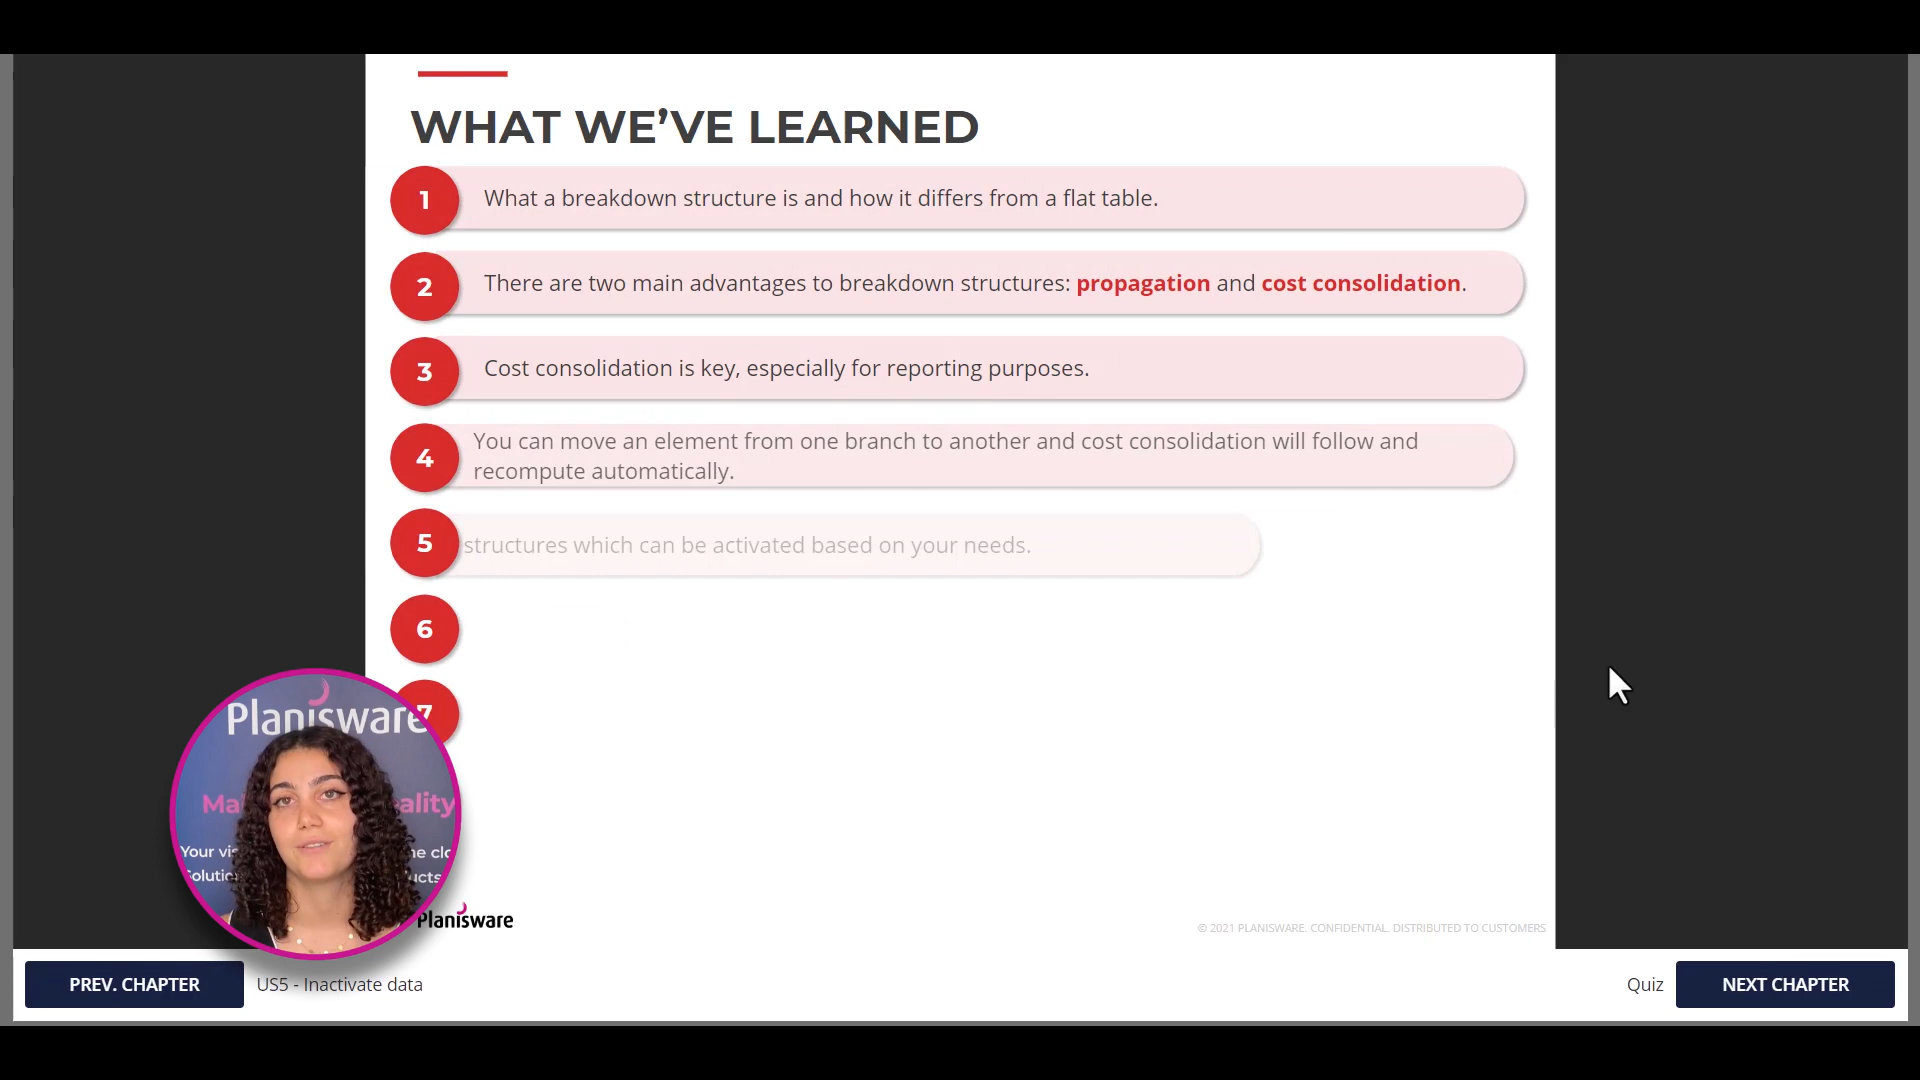 WHAT WE’VE LEARNED
1
What a breakdown structure is and how it differs from a flat table.
2
There are two main advantages to breakdown structures: propagation and cost consolidation.
3
Cost consolidation is key, especially for reporting purposes.
4
You can move an element from one branch to another and cost consolidation will follow and
recompute automatically.
5
structures which can be activated based on your needs.
6
7
Planisware
Planisware
© 2021 PLANISWARE. CONFIDENTIAL. DISTRIBUTED TO CUSTOMERS
PREV. CHAPTER
US5 - Inactivate data
Quiz
NEXT CHAPTER